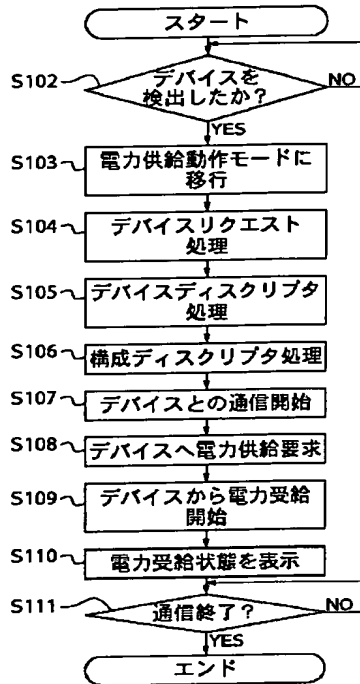 スタート
S102
デバイスを
検出したか?
NO
YES
S103
電力供給動作モードに
移行
S104
デバイスリクエスト
処理
S105
デバイスディスクリプタ
処理
S106
構成ディスクリプタ処理
S107
デバイスとの通信開始
S108
デバイスへ電力供給要求
S109
デバイスから電力受給
開始
S110
電力受給状態を表示
S111
通信終了?
NO
YES
エンド